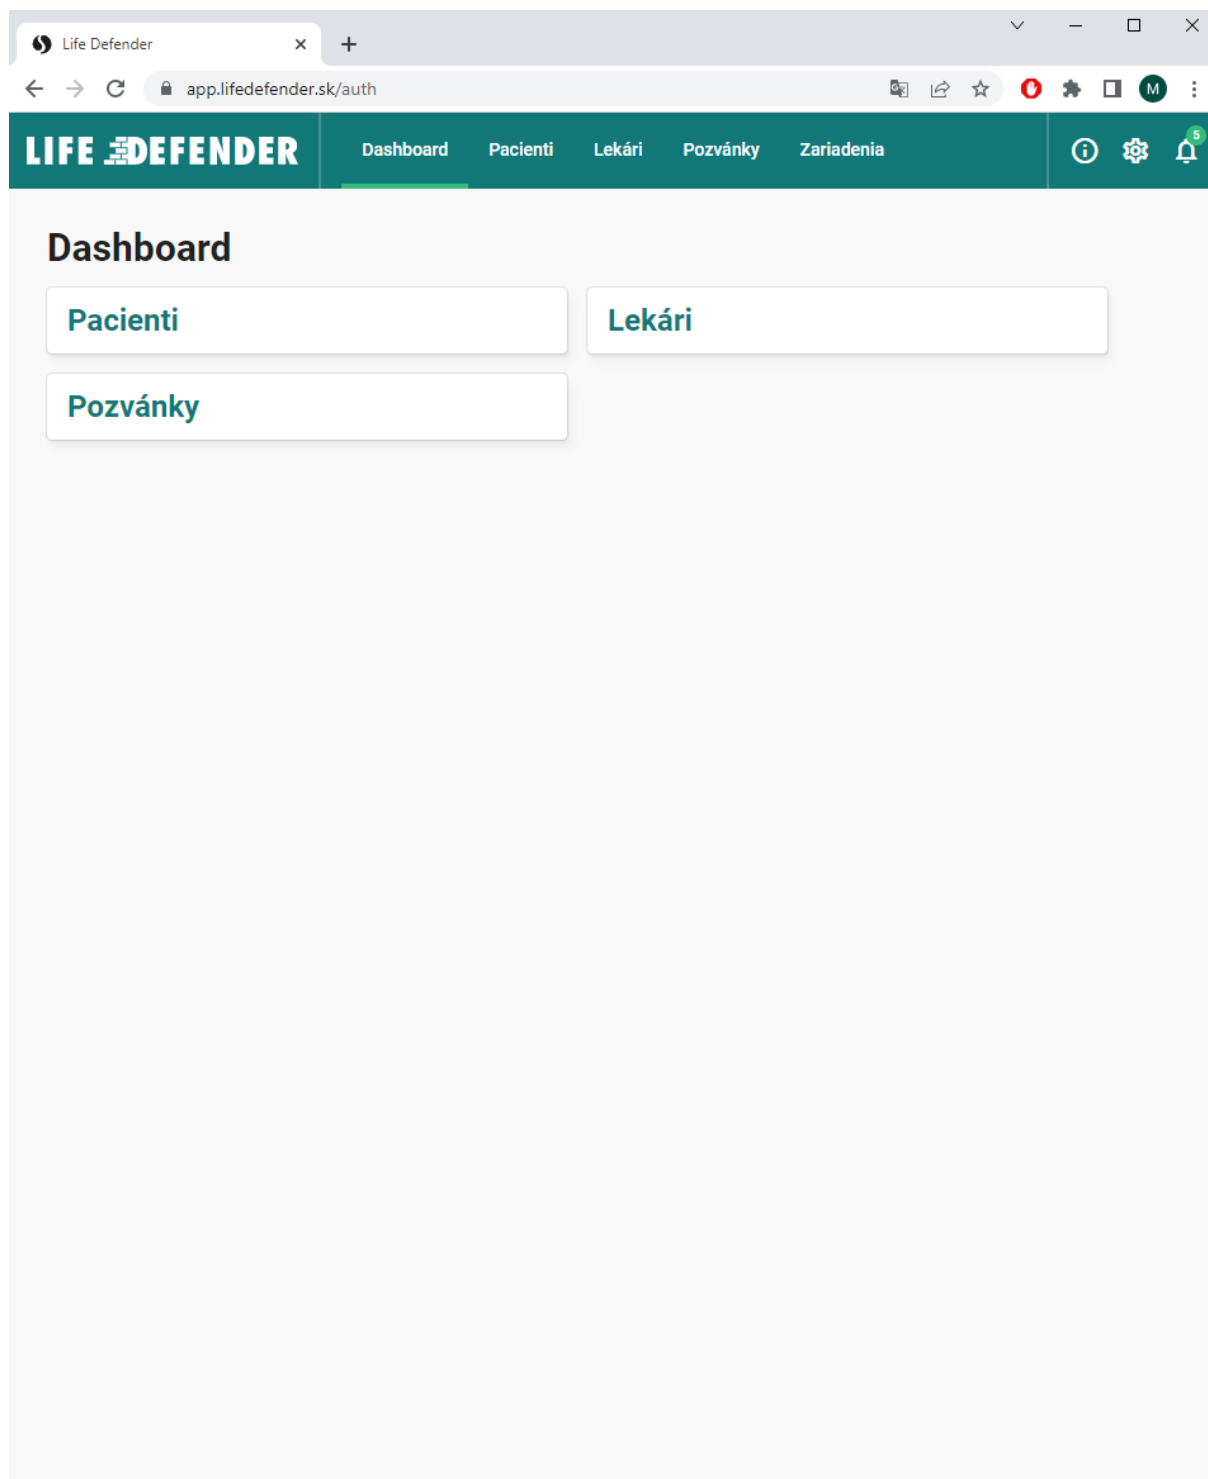 Life Defender
app.lifedefender.sk/auth
M
LIFE DEFENDER Dashboard Pacienti Lekári Pozvánky Zariadenia 5
Dashboard
Pacienti Lekári
Pozvánky